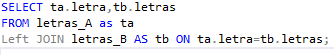 SELECT ta.letra,tb.letras
FROM letras_A as ta
Left JOIN letras_B AS tb ON ta.letra=tb.letras;